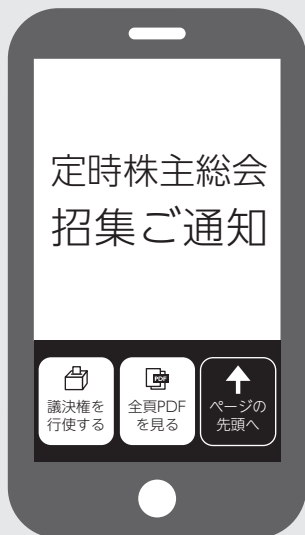 定時株主総会
招集ご通知
PDF
議決権を
行使する
全頁PDF
を見る
ページの
先頭へ